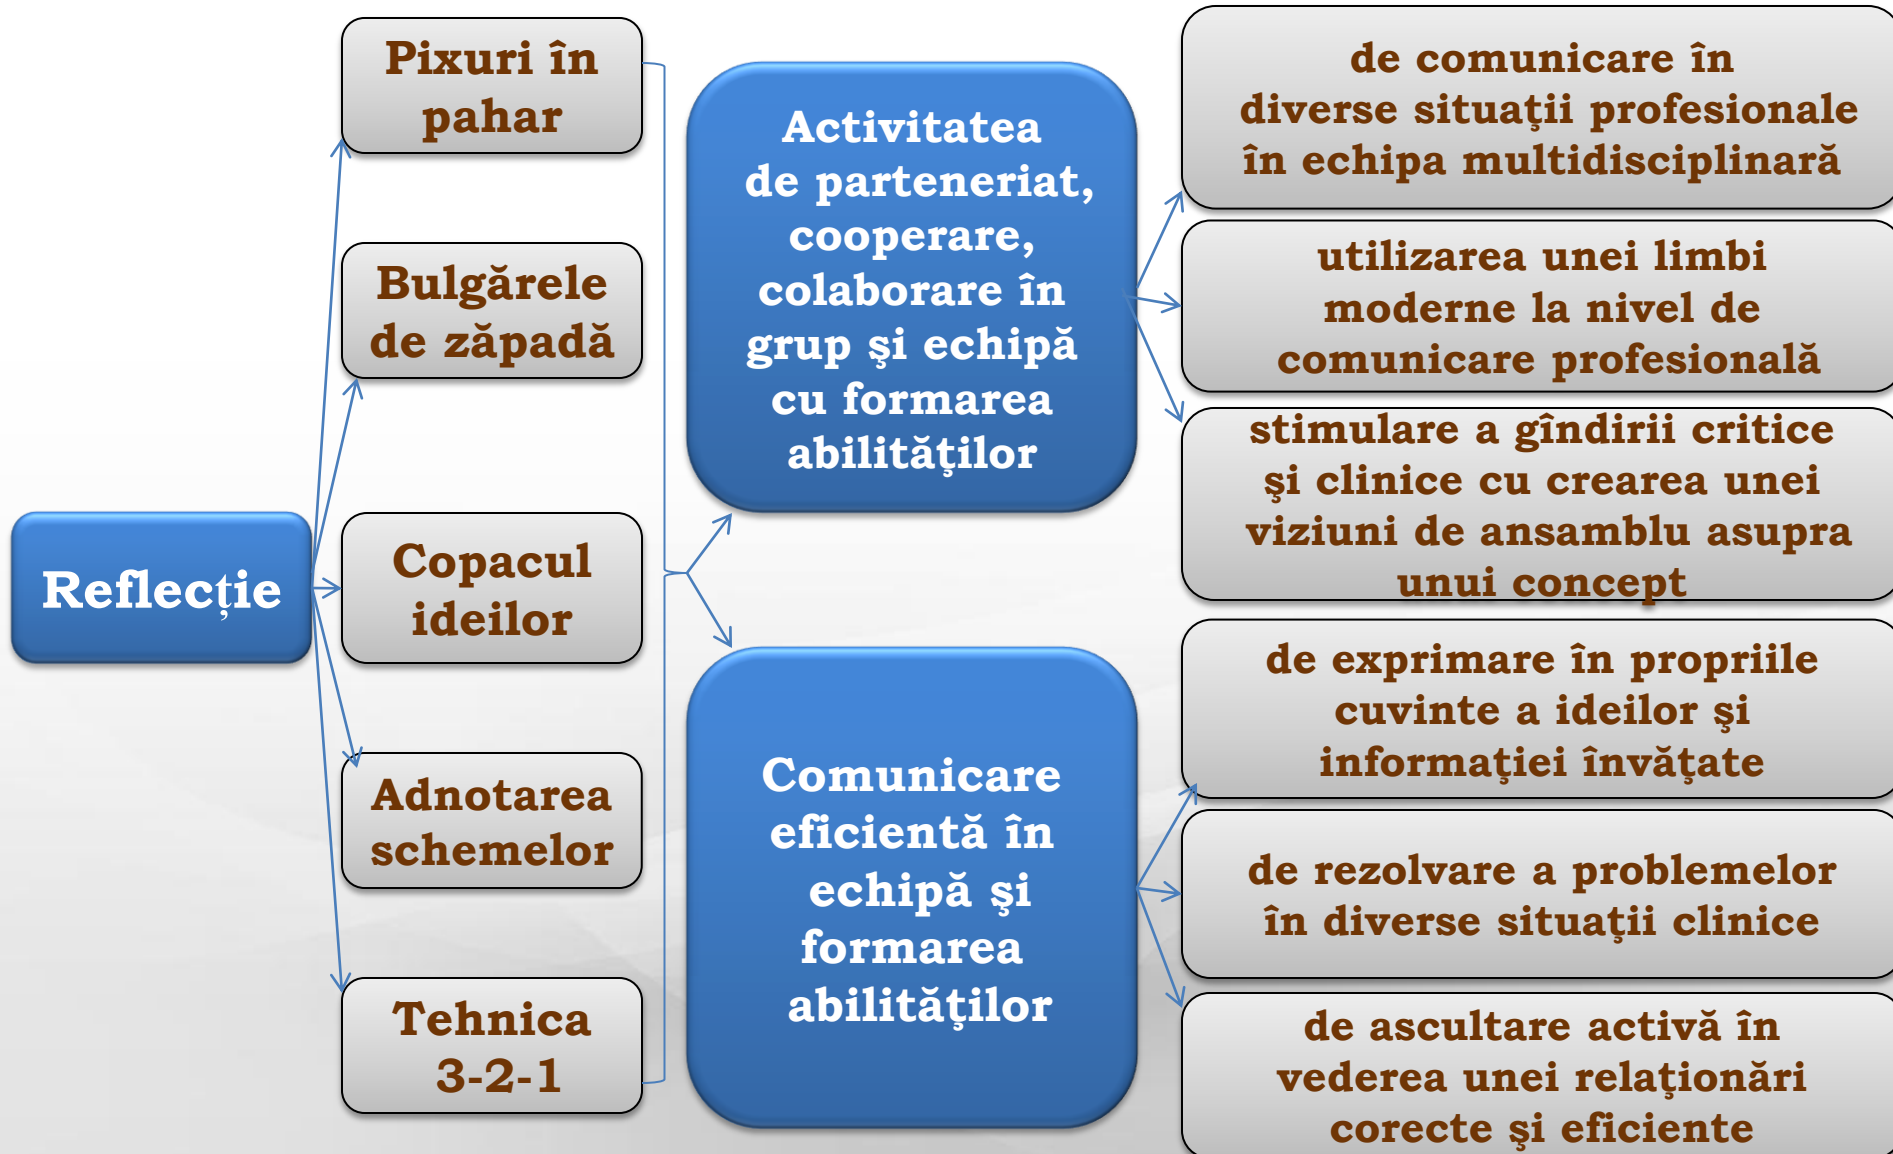 Reflecție
Pixuri în
pahar
Bulgărele
de zăpadă
Copacul
ideilor
Adnotarea
schemelor
Tehnica
3-2-1
Activitatea
de parteneriat,
cooperare,
colaborare în
grup şi echipă
cu formarea
abilităţilor
Comunicare
eficientă în
echipă şi
formarea
abilităţilor
de comunicare în
diverse situaţii profesionale
în echipa multidisciplinară
utilizarea unei limbi
moderne la nivel de
comunicare profesională
stimulare a gîndirii critice
şi clinice cu crearea unei
viziuni de ansamblu asupra
unui concept
de exprimare în propriile
cuvinte a ideilor şi
informaţiei învăţate
de rezolvare a problemelor
în diverse situaţii clinice
de ascultare activă în
vederea unei relaţionări
corecte şi eficiente